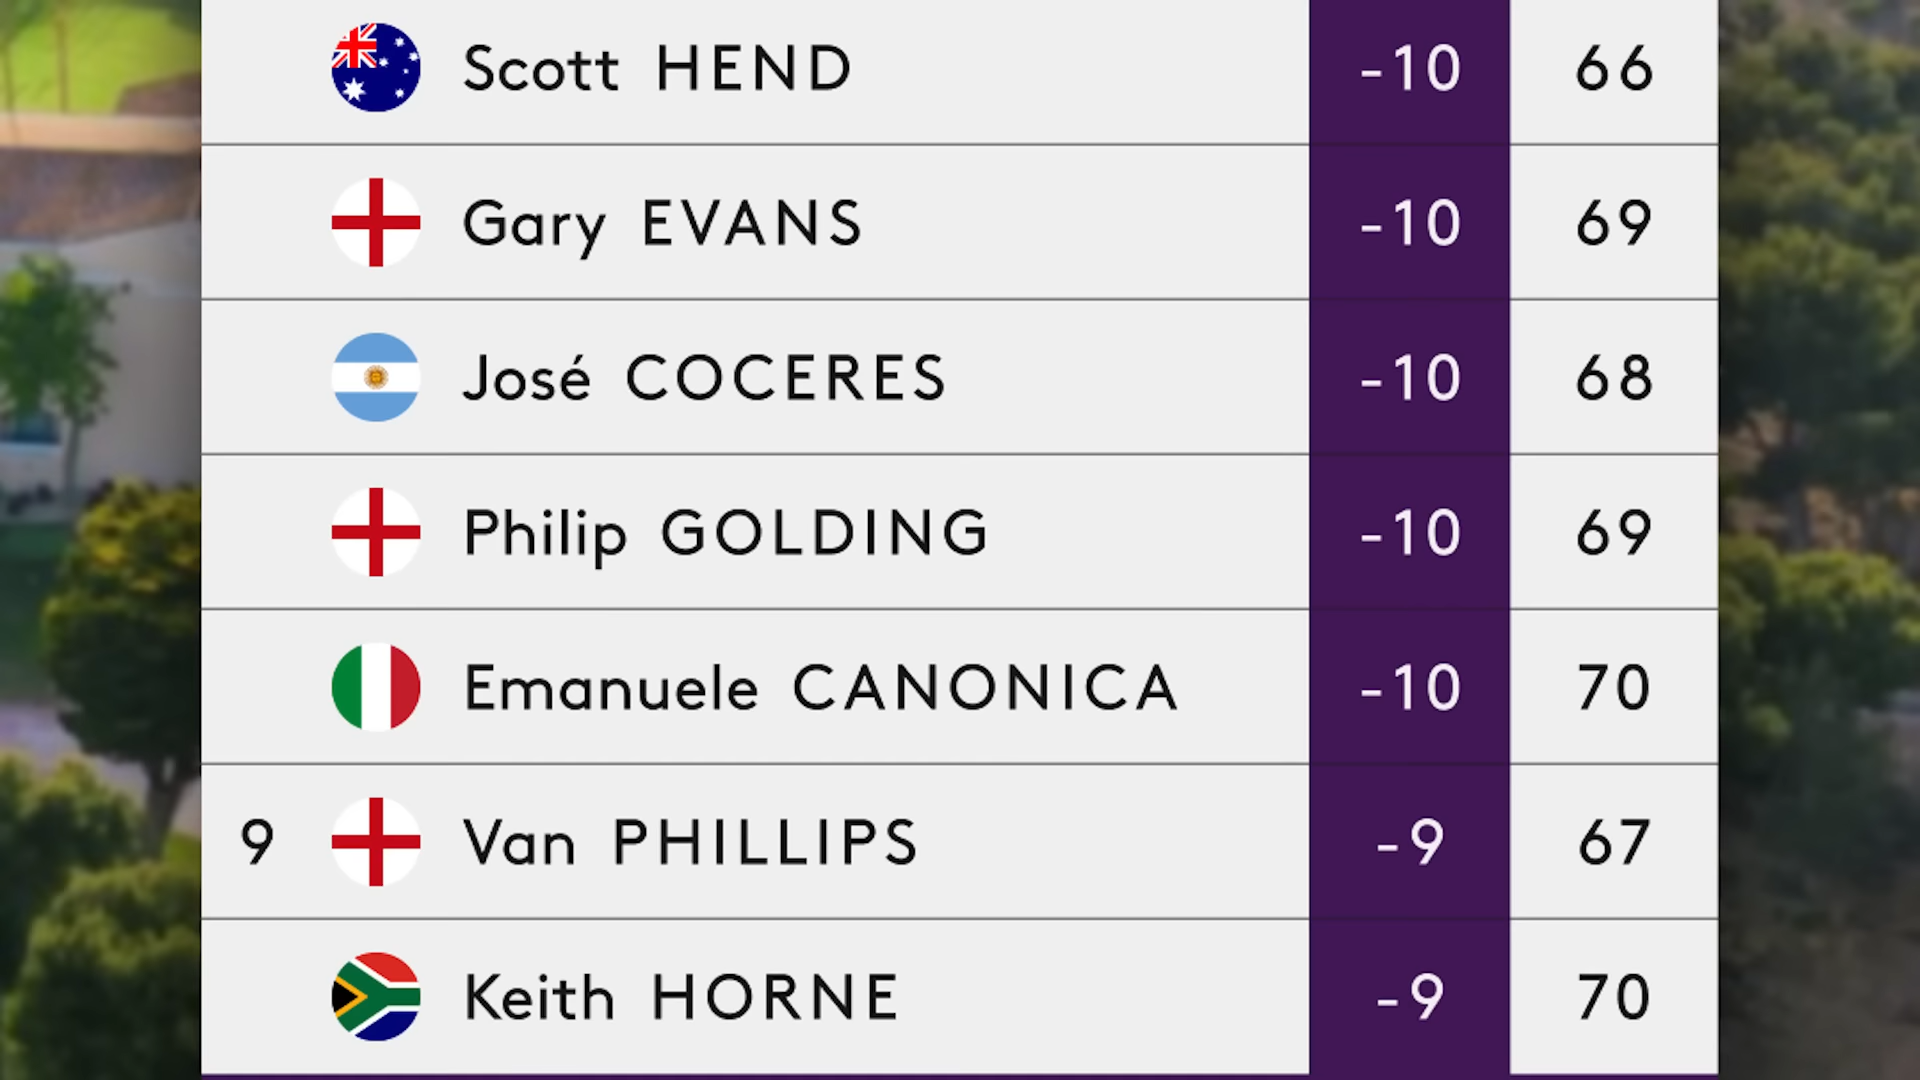 Scott HEND -10 66
Gary EVANS -10 69
José COCERES -10 68
Philip GOLDING -10 69
Emanuele CANONICA -10 70
9 Van PHILLIPS -9 67
Keith HORNE -9 70